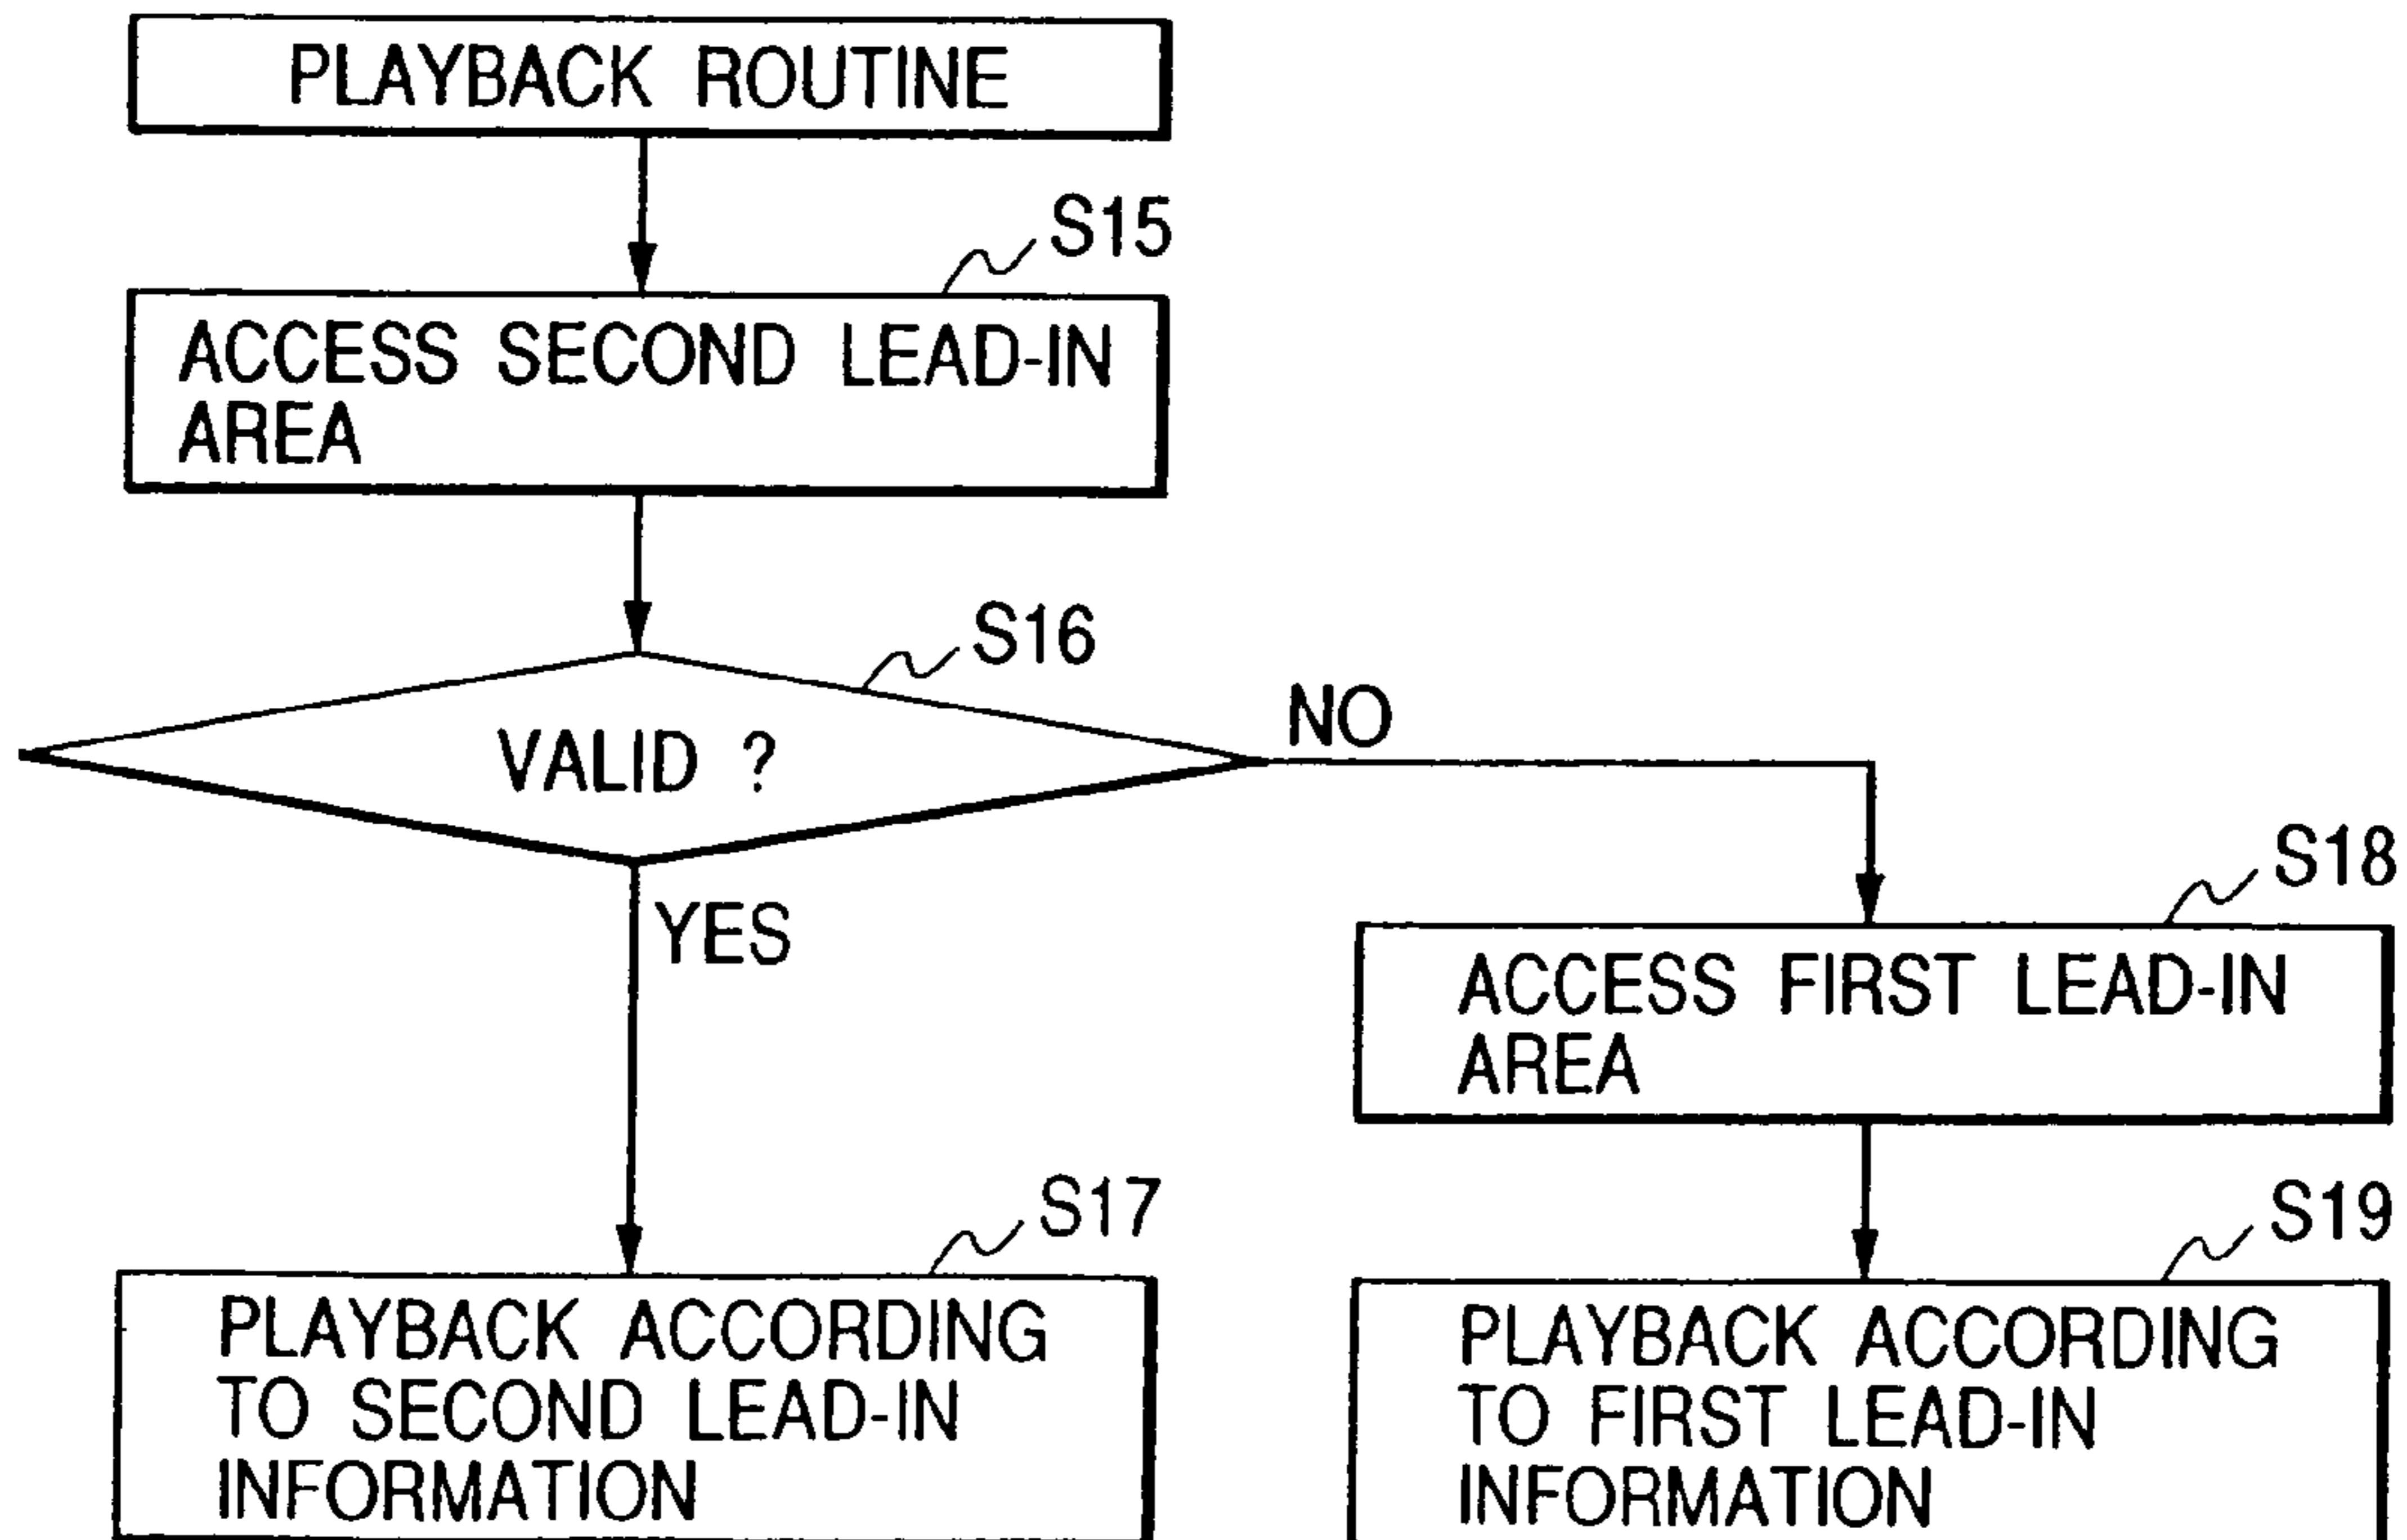 PLAYBACK ROUTINE
S15
ACCESS SECOND LEAD-IN
AREA
S16
VALID ?
NO
YES
S18
ACCESS FIRST LEAD-IN
AREA
S17
PLAYBACK ACCORDING
TO SECOND LEAD-IN
INFORMATION
S19
PLAYBACK ACCORDING
TO FIRST LEAD-IN
INFORMATION